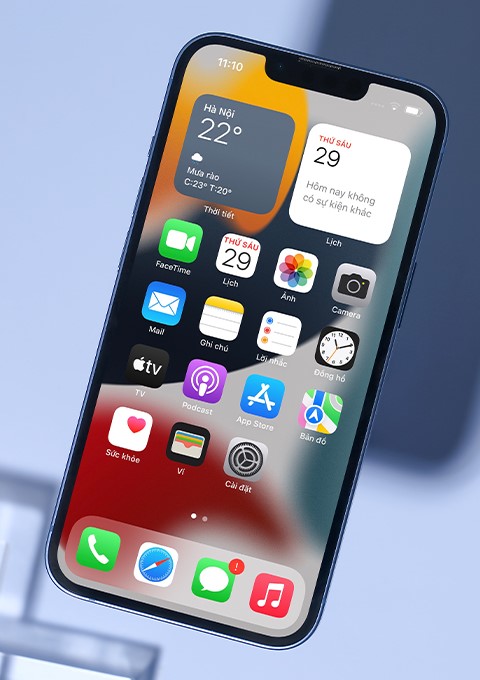 11:10
Hà Nội
22°
Mưa rào
C:23° T:20°
Thời tiết
THỨ SÁU
29
Hôm nay không
có sự kiện khác
Lịch
FaceTime
THỨ SÁU
29
Lịch
Ảnh
Camera
Mail
Ghi chú
Lời nhắc
Đồng hồ
tv
TV
Podcast
App Store
Bản đồ
Sức khỏe
Ví
Cài đặt
!